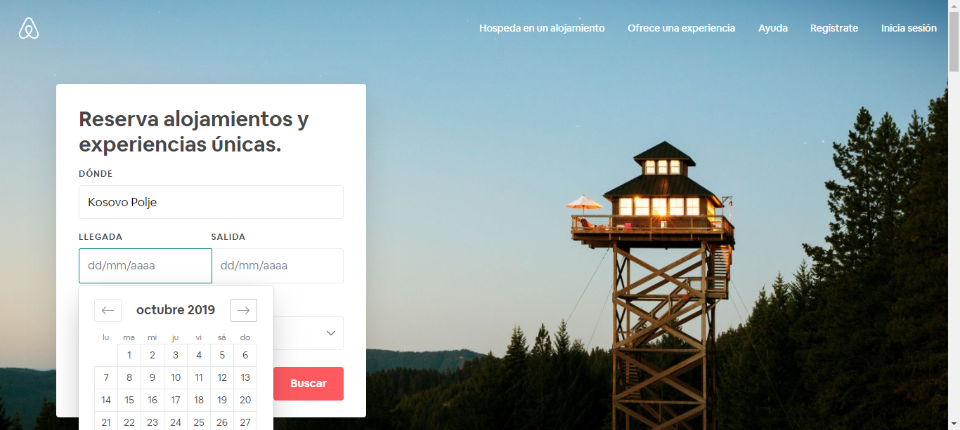 Hospeda en un alojamiento Ofrece una experiencia Ayuda Regístrate Inicia sesión
Reserva alojamientos y
experiencias únicas.
DÓNDE
Kosovo Polje
LLEGADA SALIDA
dd/mm/aaaa dd/mm/aaaa
octubre 2019
lu ma mi ju vi sá do
1 2 3 4 5 6
7 8 9 10 11 12 13
14 15 16 17 18 19 20
21 22 23 24 25 26 27
Buscar